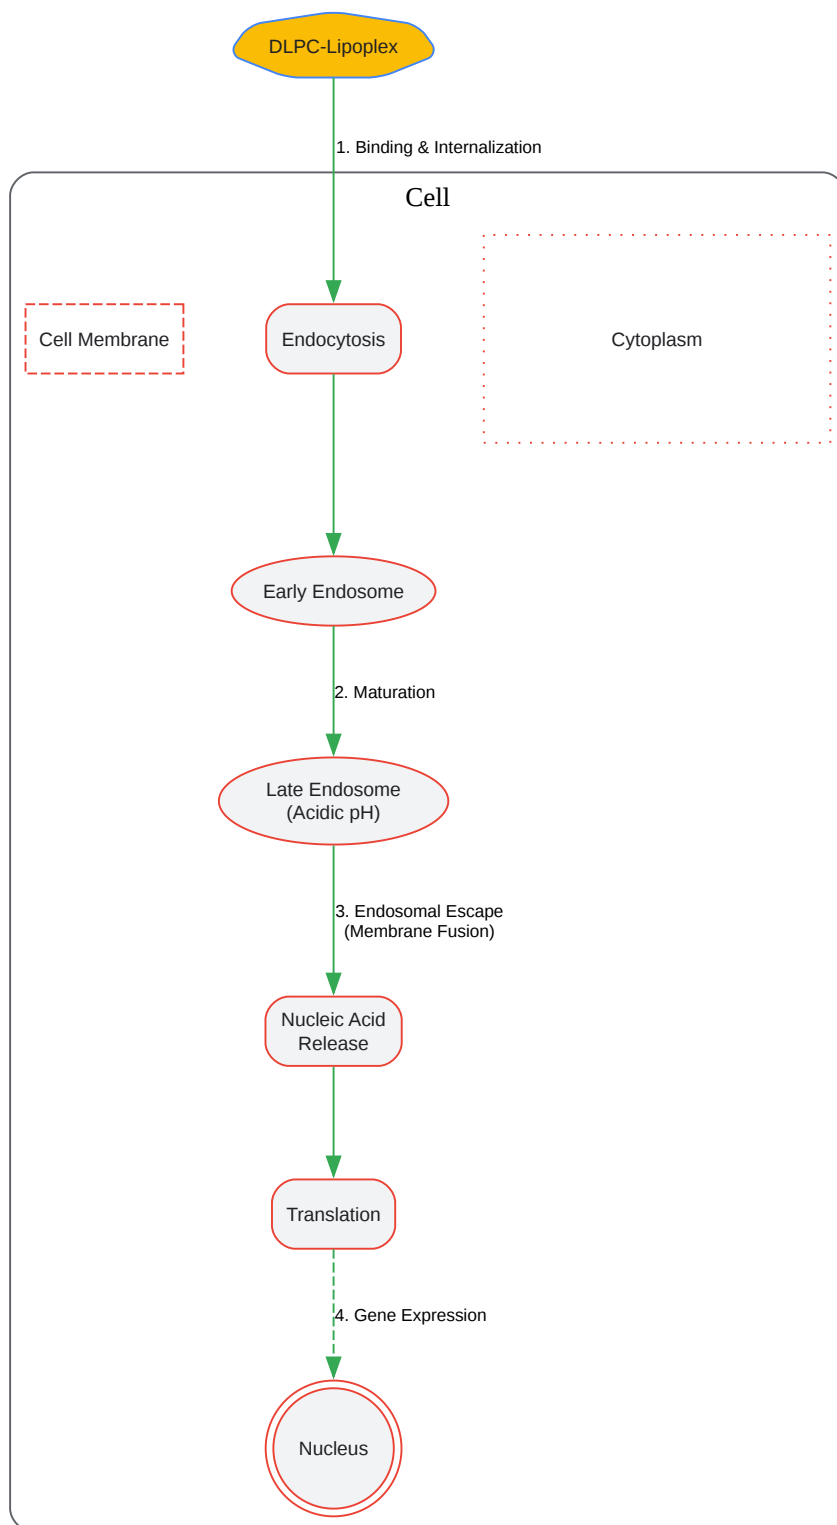 DLPC-Lipoplex
1. Binding & Internalization
Cell
Cell Membrane
Endocytosis
Cytoplasm
Early Endosome
2. Maturation
Late Endosome
(Acidic pH)
3. Endosomal Escape
(Membrane Fusion)
Nucleic Acid
Release
Translation
4. Gene Expression
Nucleus